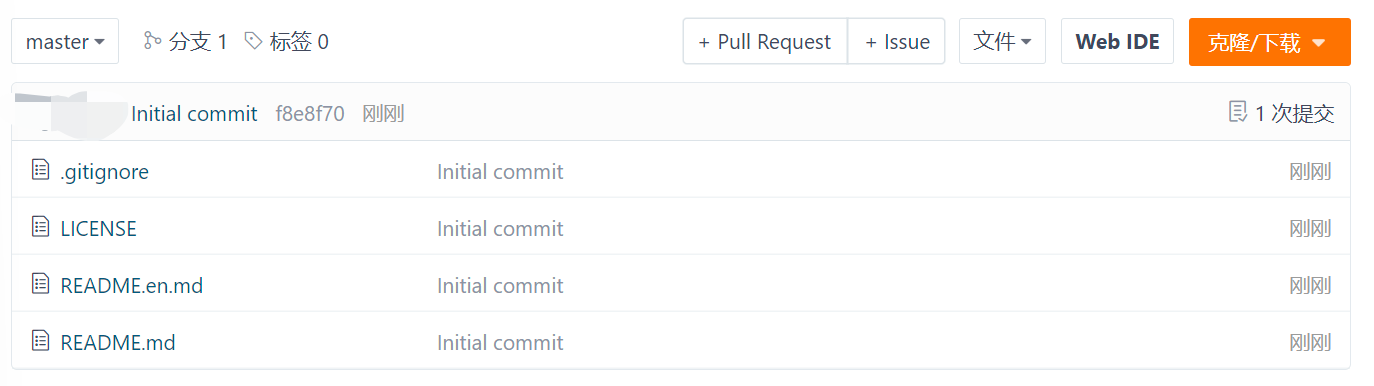 master 分支 1 标签 0 + Pull Request + Issue 文件 Web IDE 克隆/下载
Initial commit f8e8f70 刚刚 1 次提交
.gitignore Initial commit 刚刚
LICENSE Initial commit 刚刚
README.en.md Initial commit 刚刚
README.md Initial commit 刚刚